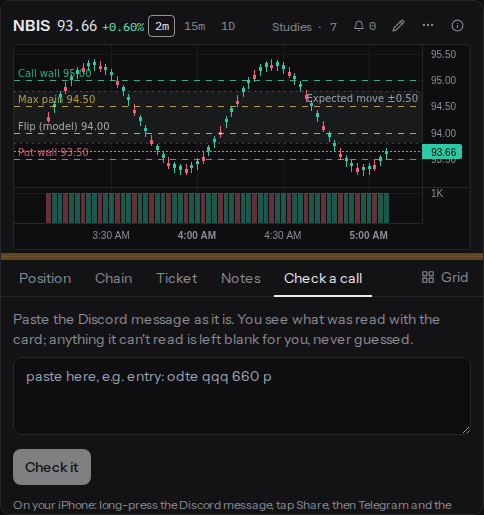 NBIS 93.66 +0.60% 2m 15m 1D Studies · 7 0
95.50
Call wall 95.00 95.00
Max pain 94.50 Expected move ±0.50 94.50
Flip (model) 94.00 94.00
93.66
Put wall 93.50 93.50
1K
3:30 AM 4:00 AM 4:30 AM 5:00 AM
Position Chain Ticket Notes Check a call Grid
Paste the Discord message as it is. You see what was read with the
card; anything it can't read is left blank for you, never guessed.
paste here, e.g. entry: odte qqq 660 p
Check it
On your iPhone: long-press the Discord message, tap Share, then Telegram and the